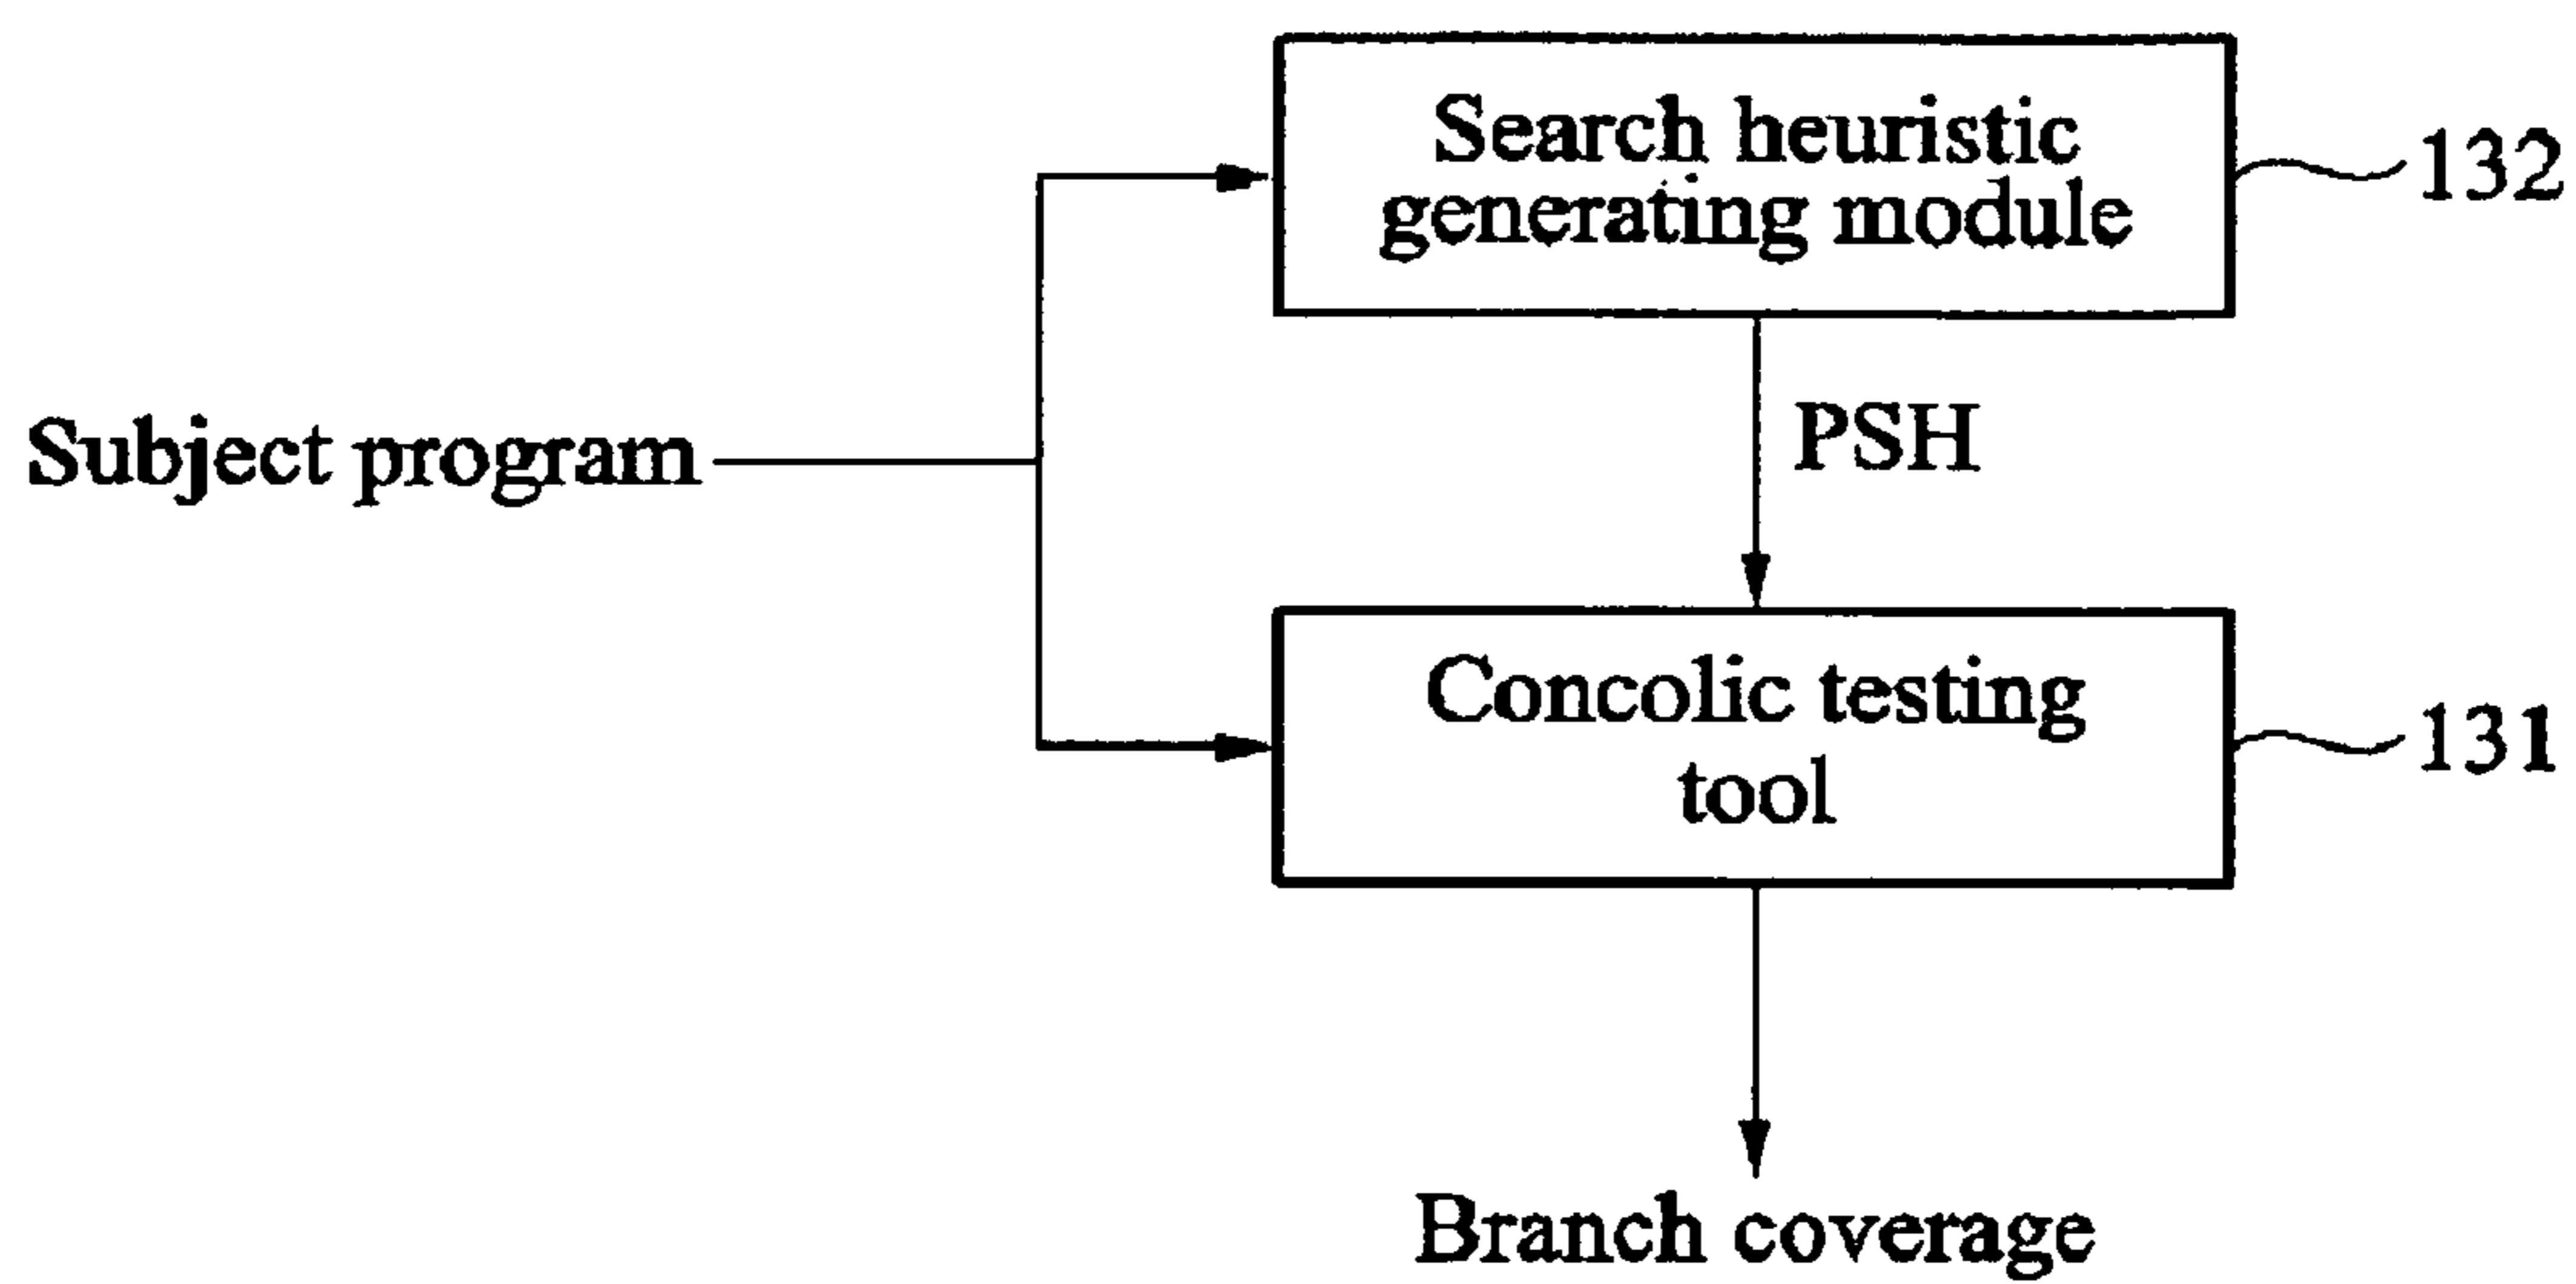 Search heuristic
generating module
132
Subject program
PSH
Concolic testing
tool
131
Branch coverage